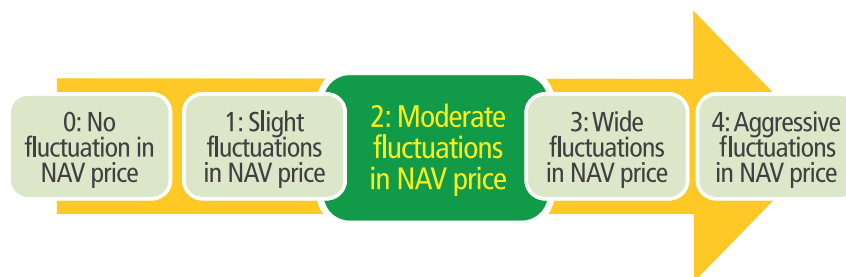 0: No
fluctuation in
NAV price
1: Slight
fluctuations
in NAV price
2: Moderate
fluctuations
in NAV price
3: Wide
fluctuations
in NAV price
4: Aggressive
fluctuations
in NAV price